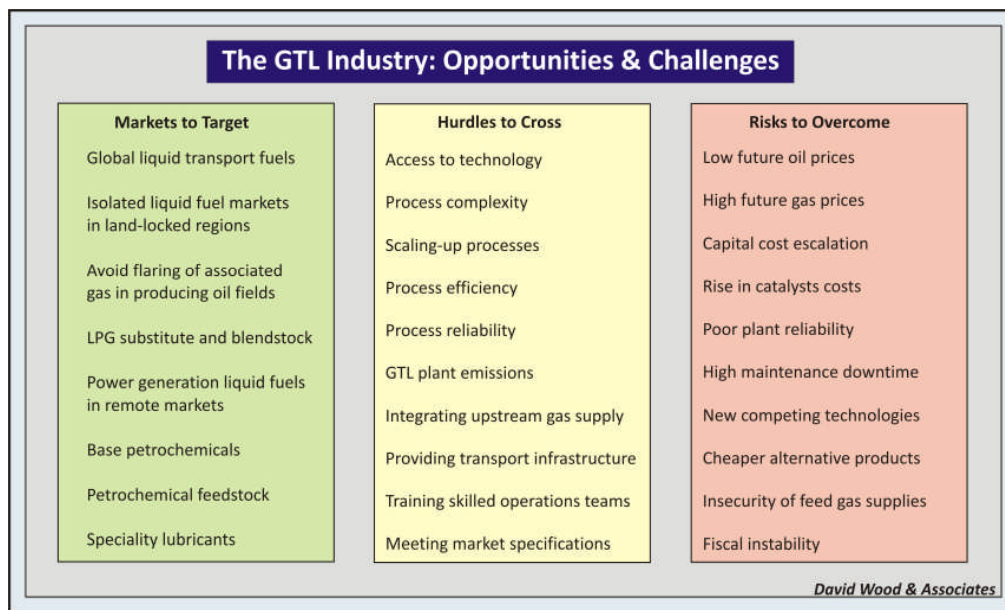 The GTL Industry: Opportunities & Challenges
Markets to Target
Global liquid transport fuels
Isolated liquid fuel markets
in land-locked regions
Avoid flaring of associated
gas in producing oil fields
LPG substitute and blendstock
Power generation liquid fuels
in remote markets
Base petrochemicals
Petrochemical feedstock
Speciality lubricants
Hurdles to Cross
Access to technology
Process complexity
Scaling-up processes
Process efficiency
Process reliability
GTL plant emissions
Integrating upstream gas supply
Providing transport infrastructure
Training skilled operations teams
Meeting market specifications
Risks to Overcome
Low future oil prices
High future gas prices
Capital cost escalation
Rise in catalysts costs
Poor plant reliability
High maintenance downtime
New competing technologies
Cheaper alternative products
Insecurity of feed gas supplies
Fiscal instability
David Wood & Associates